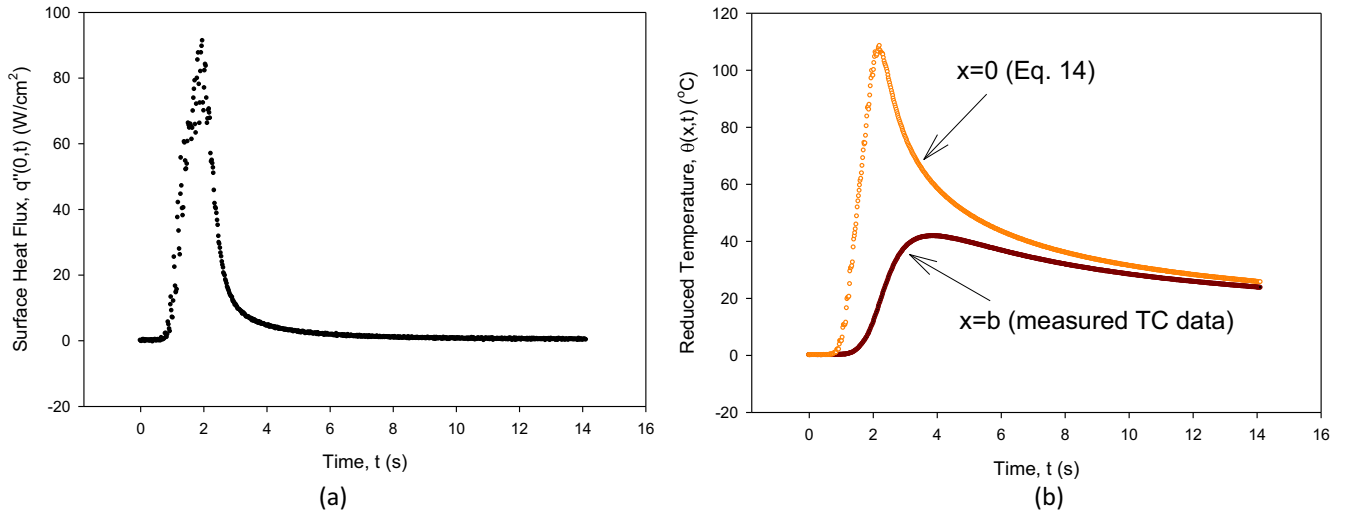 100
80
60
40
20
0
-20
Surface Heat Flux, q"(0,t) (W/cm²)
0 2 4 6 8 10 12 14 16
Time, t (s)
(a)
120
100
80
60
40
20
0
-20
Reduced Temperature, θ(x,t) (°C)
x=0 (Eq. 14)
x=b (measured TC data)
0 2 4 6 8 10 12 14 16
Time, t (s)
(b)